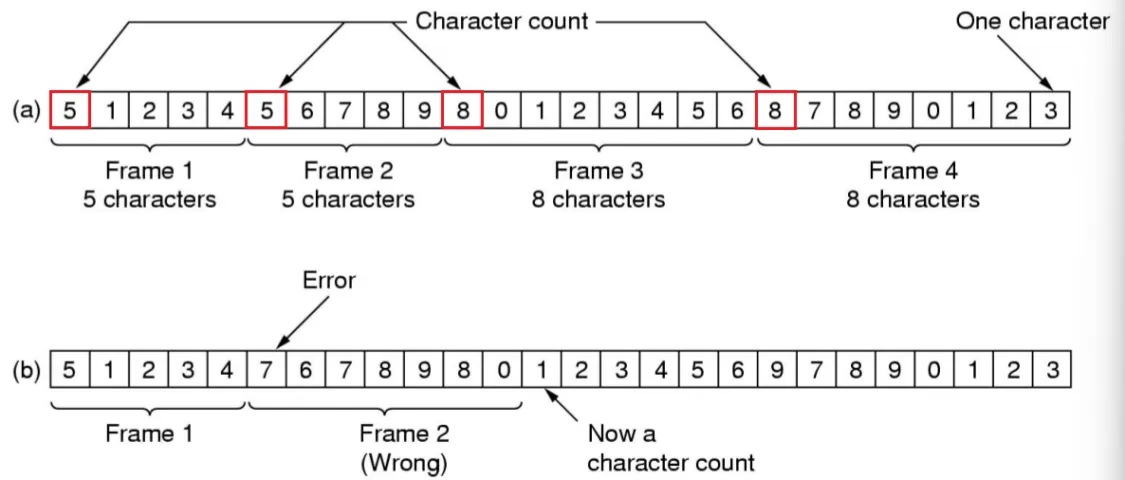 Character count
One character
(a) 5 1 2 3 4 5 6 7 8 9 8 0 1 2 3 4 5 6 8 7 8 9 0 1 2 3
Frame 1
5 characters
Frame 2
5 characters
Frame 3
8 characters
Frame 4
8 characters
Error
(b) 5 1 2 3 4 7 6 7 8 9 8 0 1 2 3 4 5 6 9 7 8 9 0 1 2 3
Frame 1
Frame 2
(Wrong)
Now a
character count